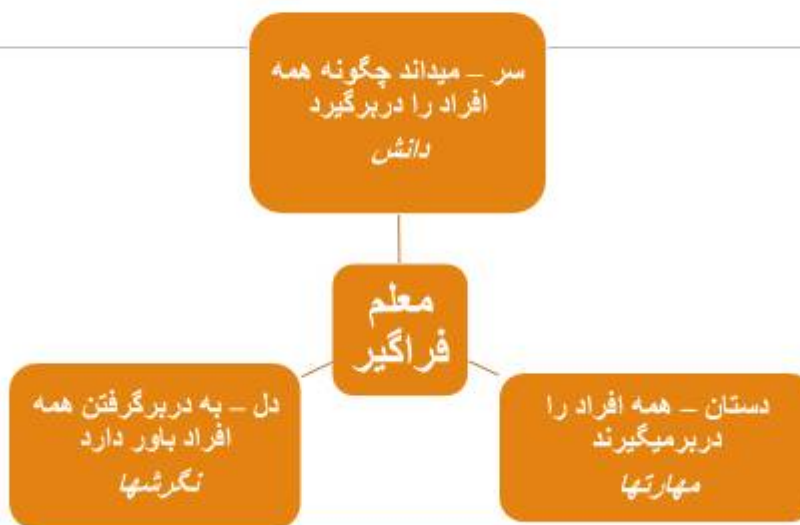 سر – میداند چگونه همه
افراد را دربرگیرد
دانش
معلم
فراگیر
دستان – همه افراد را
دربرمیگیرند
مهارتها
دل – به دربرگرفتن همه
افراد باور دارد
نگرشها